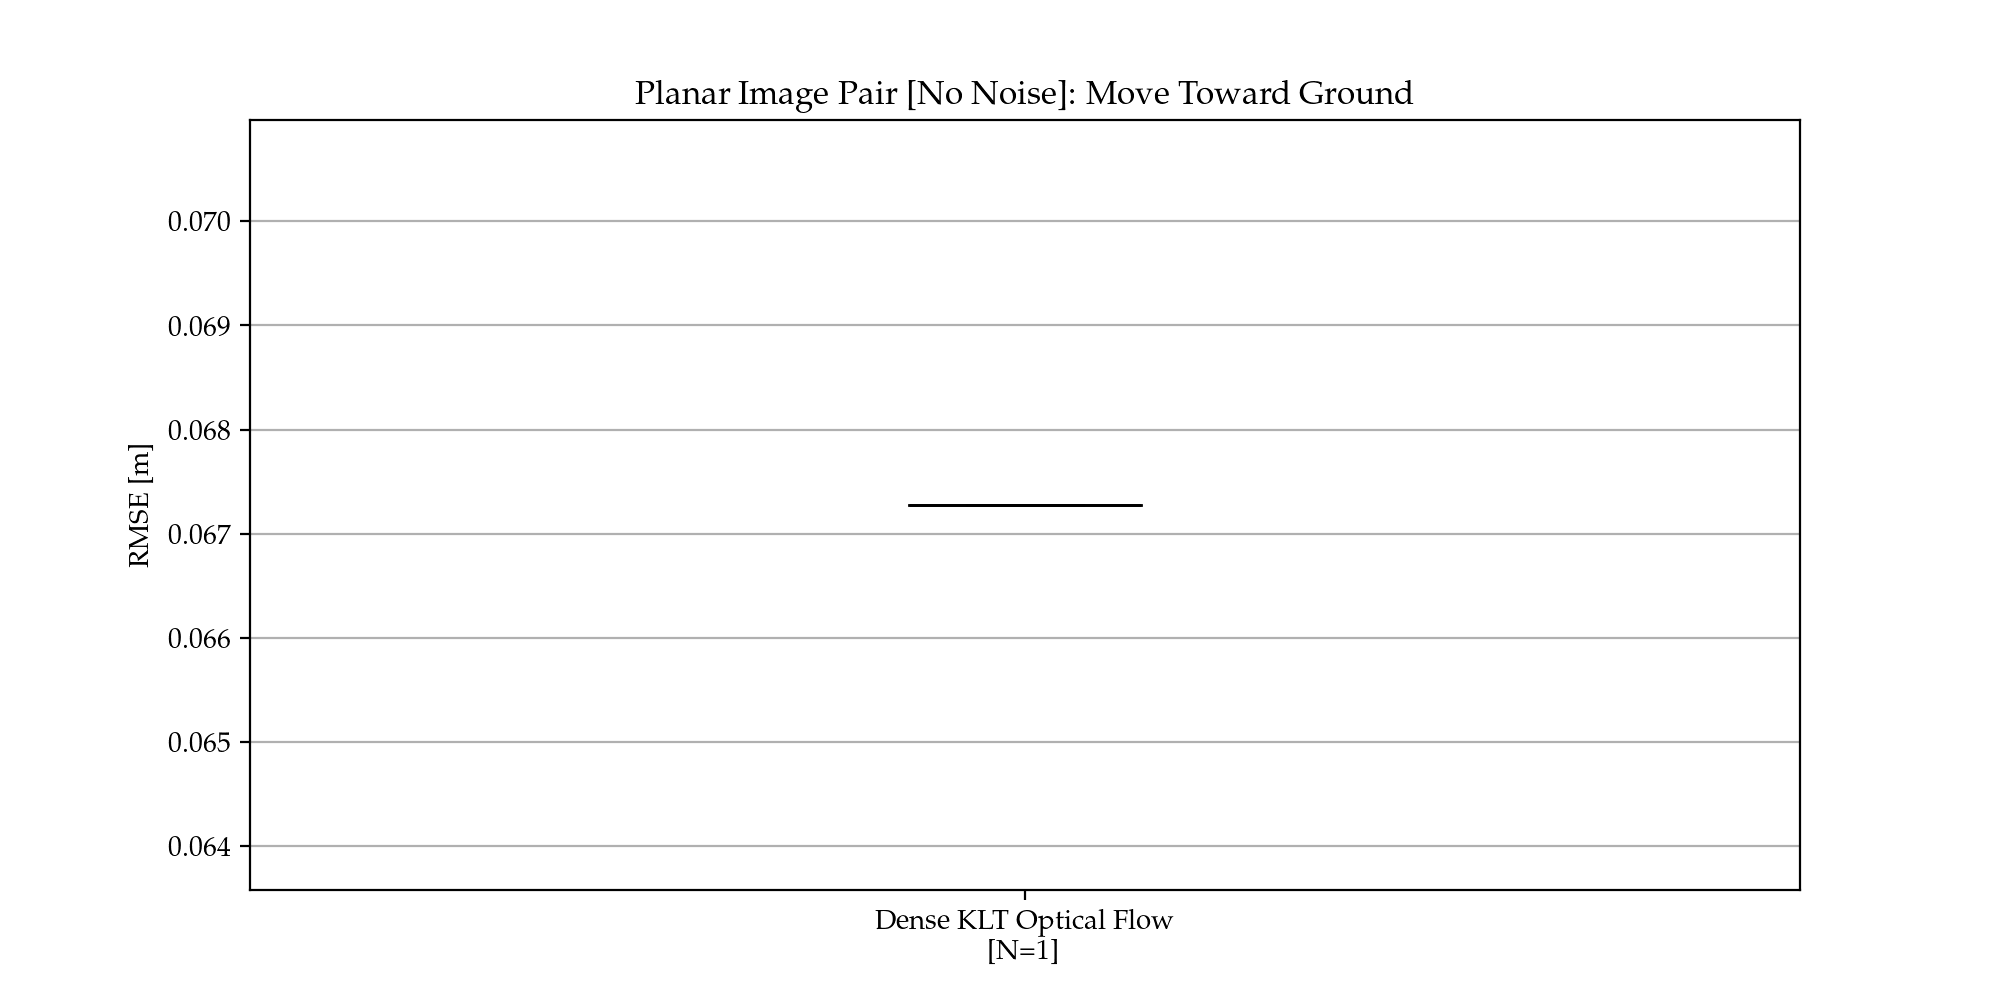 Planar Image Pair [No Noise]: Move Toward Ground
0.070
0.069
0.068
0.067
0.066
0.065
0.064
RMSE [m]
Dense KLT Optical Flow
[N=1]